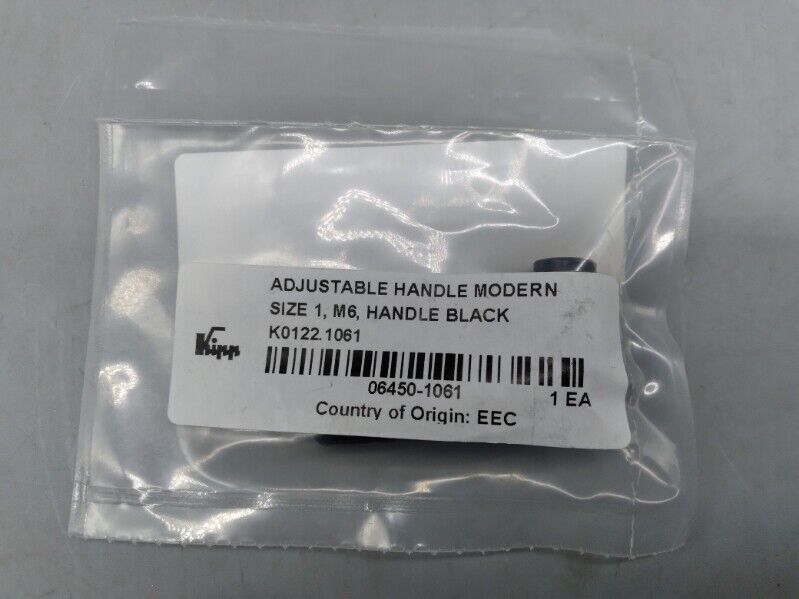 ADJUSTABLE HANDLE MODERN
SIZE 1, M6, HANDLE BLACK
K0122.1061
Kipp
06450-1061
1 EA
Country of Origin: EEC